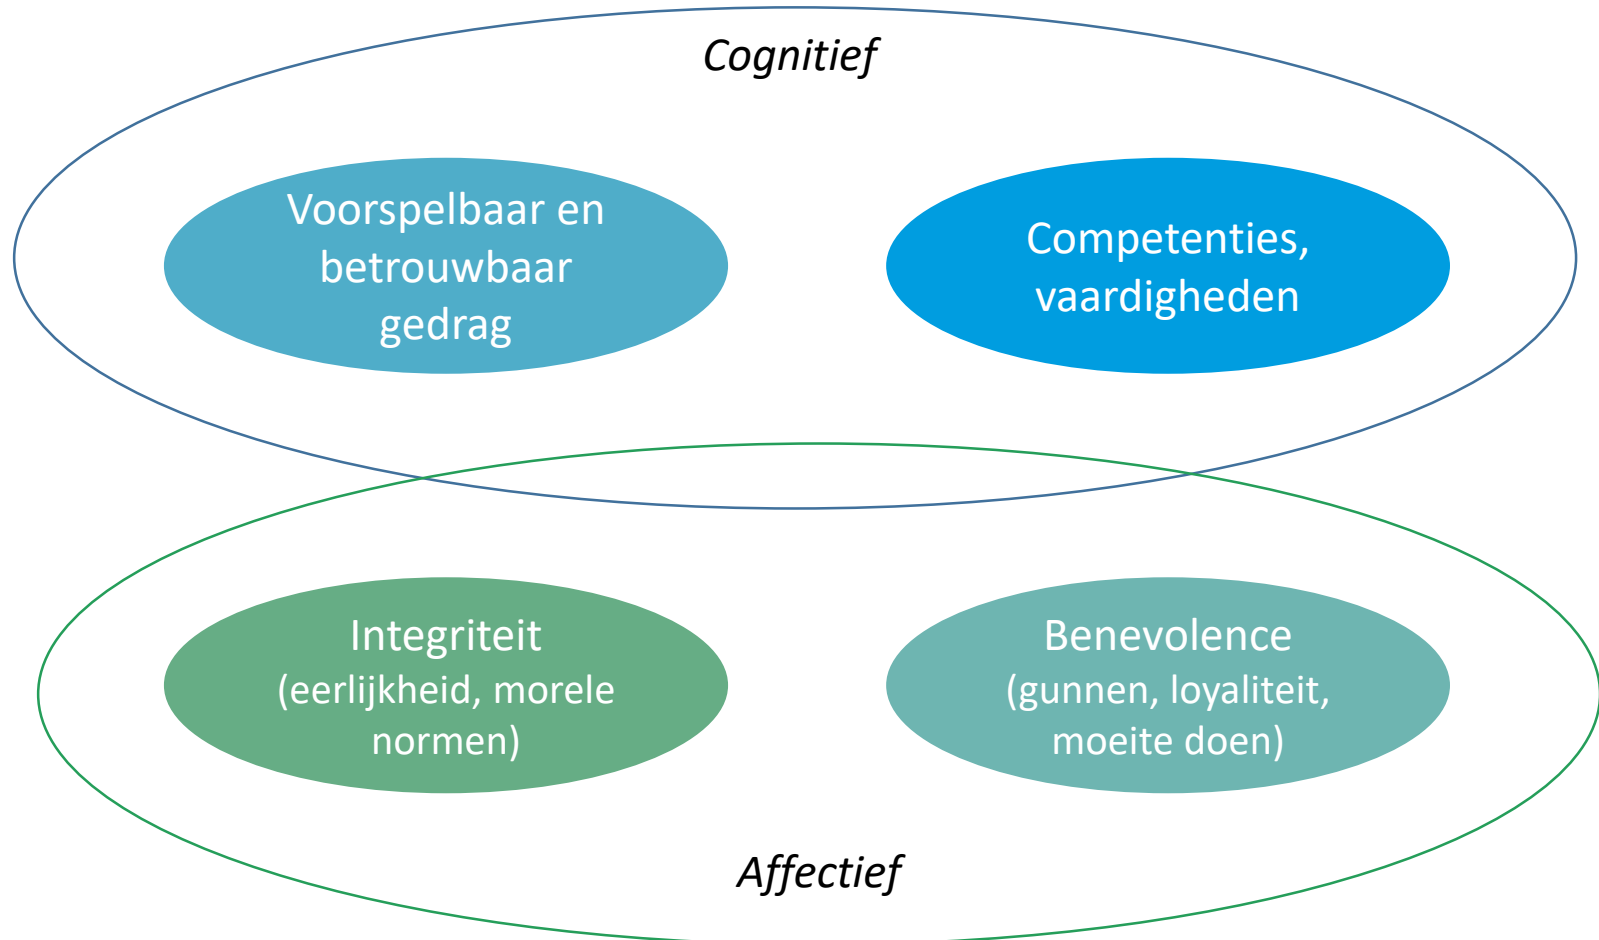 Cognitief
Voorspelbaar en
betrouwbaar
gedrag
Competenties,
vaardigheden
Integriteit
(eerlijkheid, morele
normen)
Benevolence
(gunnen, loyaliteit,
moeite doen)
Affectief